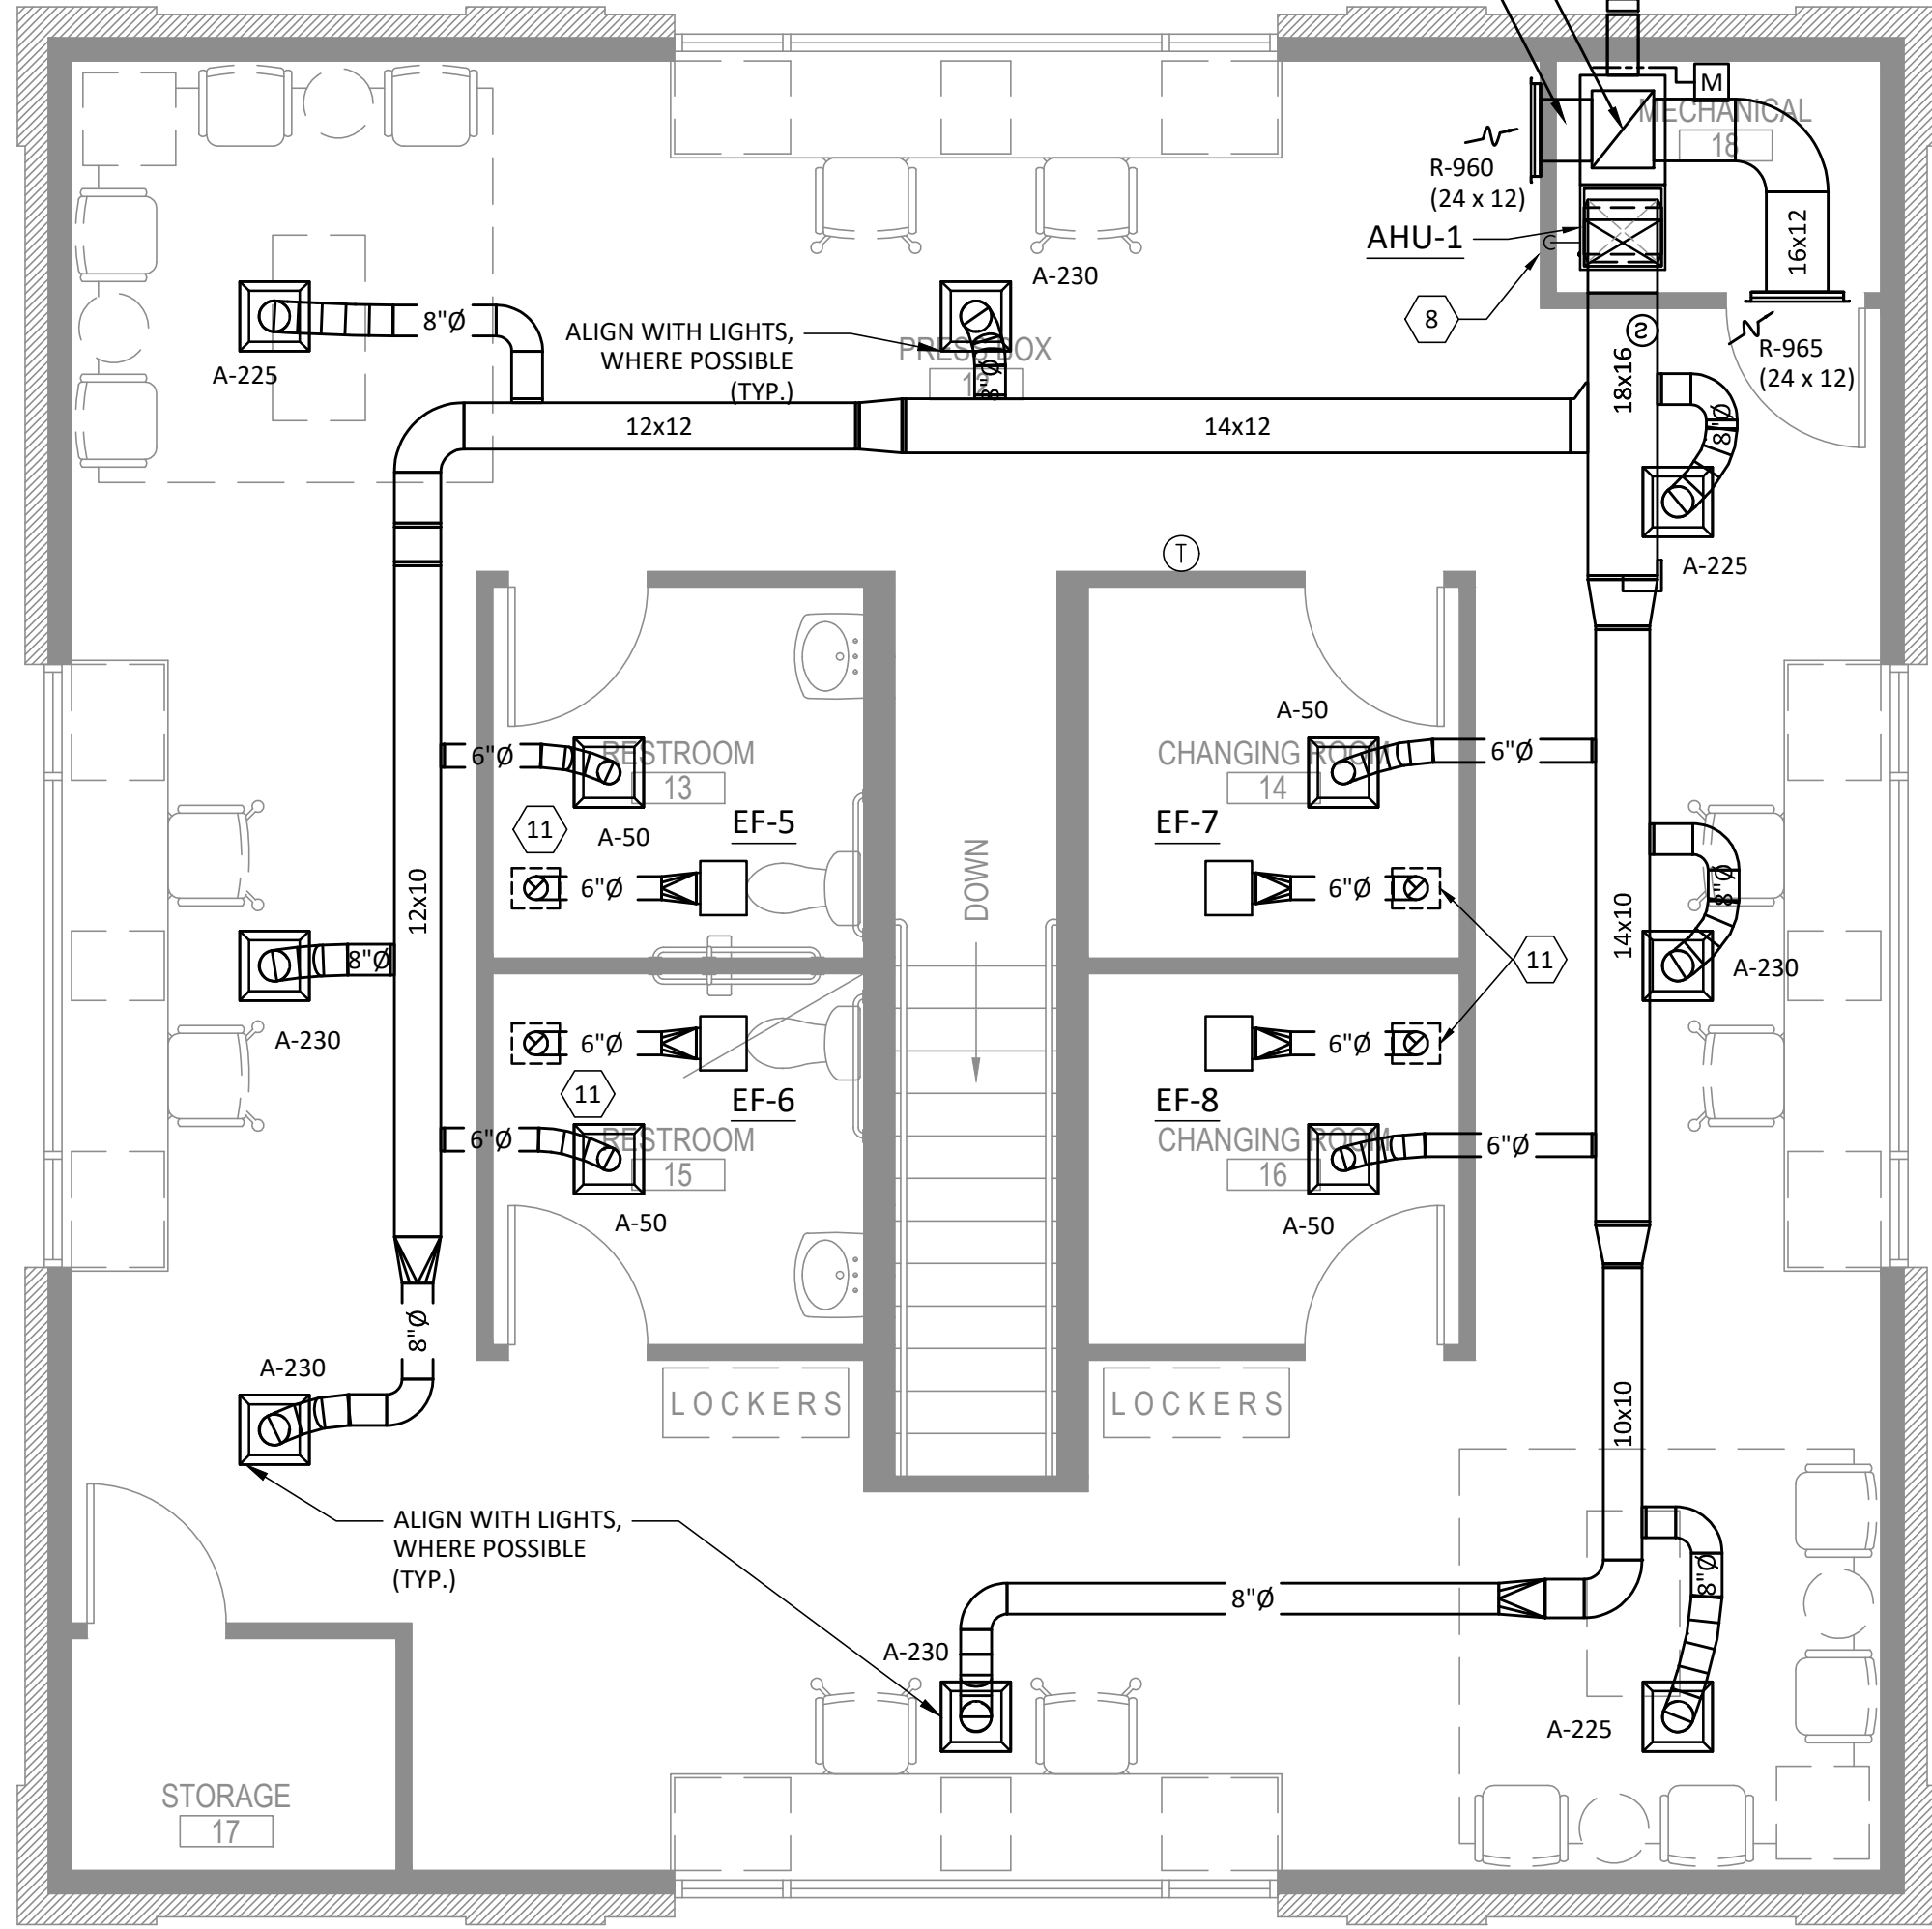 M
MECHANICAL
18
R-960
(24 x 12)
AHU-1
16x12
8
A-230
8"Ø
ALIGN WITH LIGHTS,
WHERE POSSIBLE
(TYP.)
PRESS BOX
8"Ø
A-225
S
R-965
(24 x 12)
18x16
8"Ø
12x12
14x12
T
A-225
A-50
RESTROOM
13
6"Ø
CHANGING ROOM
14
6"Ø
11
A-50
EF-5
EF-7
6"Ø
6"Ø
DOWN
12x10
14x10
8"Ø
8"Ø
A-230
11
A-230
6"Ø
6"Ø
11
EF-6
EF-8
6"Ø
RESTROOM
15
CHANGING ROOM
16
6"Ø
A-50
A-50
8"Ø
A-230
LOCKERS
LOCKERS
10x10
ALIGN WITH LIGHTS,
WHERE POSSIBLE
(TYP.)
8"Ø
8"Ø
A-230
A-225
STORAGE
17